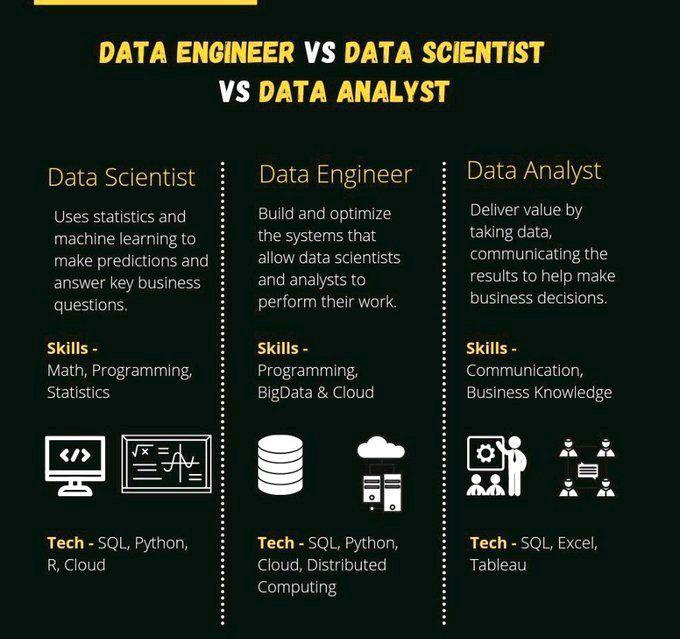 DATA ENGINEER VS DATA SCIENTIST
VS DATA ANALYST
Data Scientist
Uses statistics and
machine learning to
make predictions and
answer key business
questions.
Skills -
Math, Programming,
Statistics
Tech - SQL, Python,
R, Cloud
Data Engineer
Build and optimize
the systems that
allow data scientists
and analysts to
perform their work.
Skills -
Programming,
BigData & Cloud
Tech - SQL, Python,
Cloud, Distributed
Computing
Data Analyst
Deliver value by
taking data,
communicating the
results to help make
business decisions.
Skills -
Communication,
Business Knowledge
Tech - SQL, Excel,
Tableau